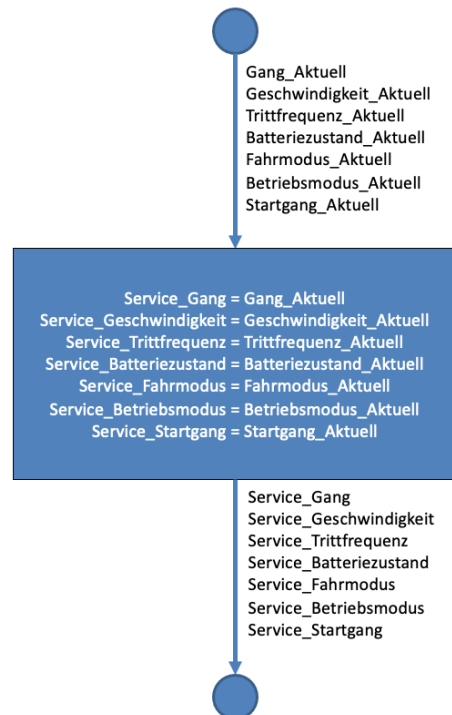 Gang_Aktuell
Geschwindigkeit_Aktuell
Trittfrequenz_Aktuell
Batteriezustand_Aktuell
Fahrmodus_Aktuell
Betriebsmodus_Aktuell
Startgang_Aktuell
Service_Gang = Gang_Aktuell
Service_Geschwindigkeit = Geschwindigkeit_Aktuell
Service_Trittfrequenz = Trittfrequenz_Aktuell
Service_Batteriezustand = Batteriezustand_Aktuell
Service_Fahrmodus = Fahrmodus_Aktuell
Service_Betriebsmodus = Betriebsmodus_Aktuell
Service_Startgang = Startgang_Aktuell
Service_Gang
Service_Geschwindigkeit
Service_Trittfrequenz
Service_Batteriezustand
Service_Fahrmodus
Service_Betriebsmodus
Service_Startgang